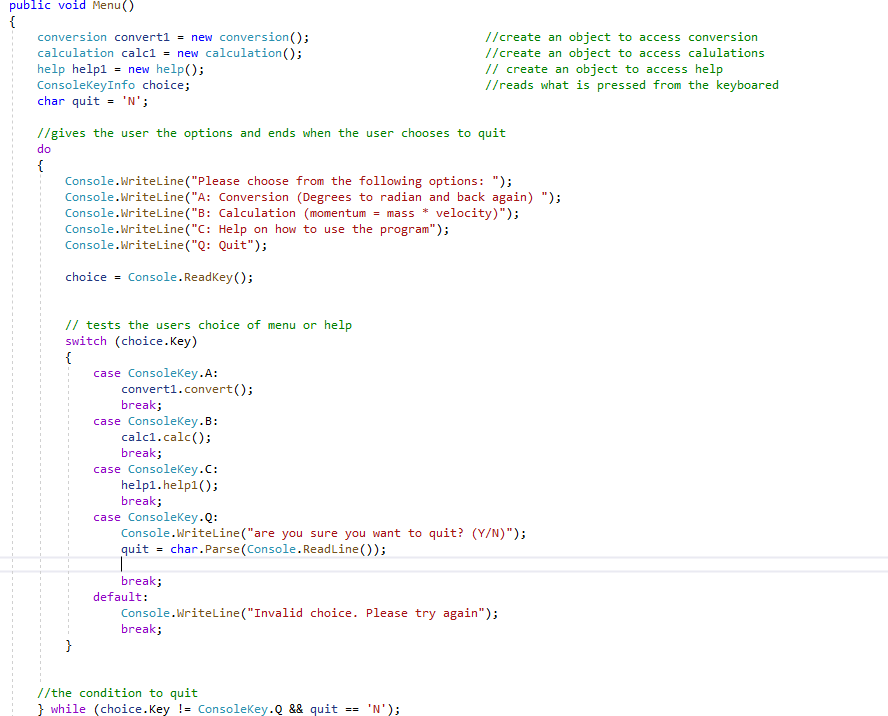 public void Menu()
{
conversion convert1 = new conversion(); //create an object to access conversion
calculation calc1 = new calculation(); //create an object to access calulations
help help1 = new help(); // create an object to access help
ConsoleKeyInfo choice; //reads what is pressed from the keyboared
char quit = 'N';
//gives the user the options and ends when the user chooses to quit
do
{
Console.WriteLine("Please choose from the following options: ");
Console.WriteLine("A: Conversion (Degrees to radian and back again) ");
Console.WriteLine("B: Calculation (momentum = mass * velocity)");
Console.WriteLine("C: Help on how to use the program");
Console.WriteLine("Q: Quit");
choice = Console.ReadKey();
// tests the users choice of menu or help
switch (choice.Key)
{
case ConsoleKey.A:
convert1.convert();
break;
case ConsoleKey.B:
calc1.calc();
break;
case ConsoleKey.C:
help1.help1();
break;
case ConsoleKey.Q:
Console.WriteLine("are you sure you want to quit? (Y/N)");
quit = char.Parse(Console.ReadLine());
break;
default:
Console.WriteLine("Invalid choice. Please try again");
break;
}
//the condition to quit
} while (choice.Key != ConsoleKey.Q && quit == 'N');